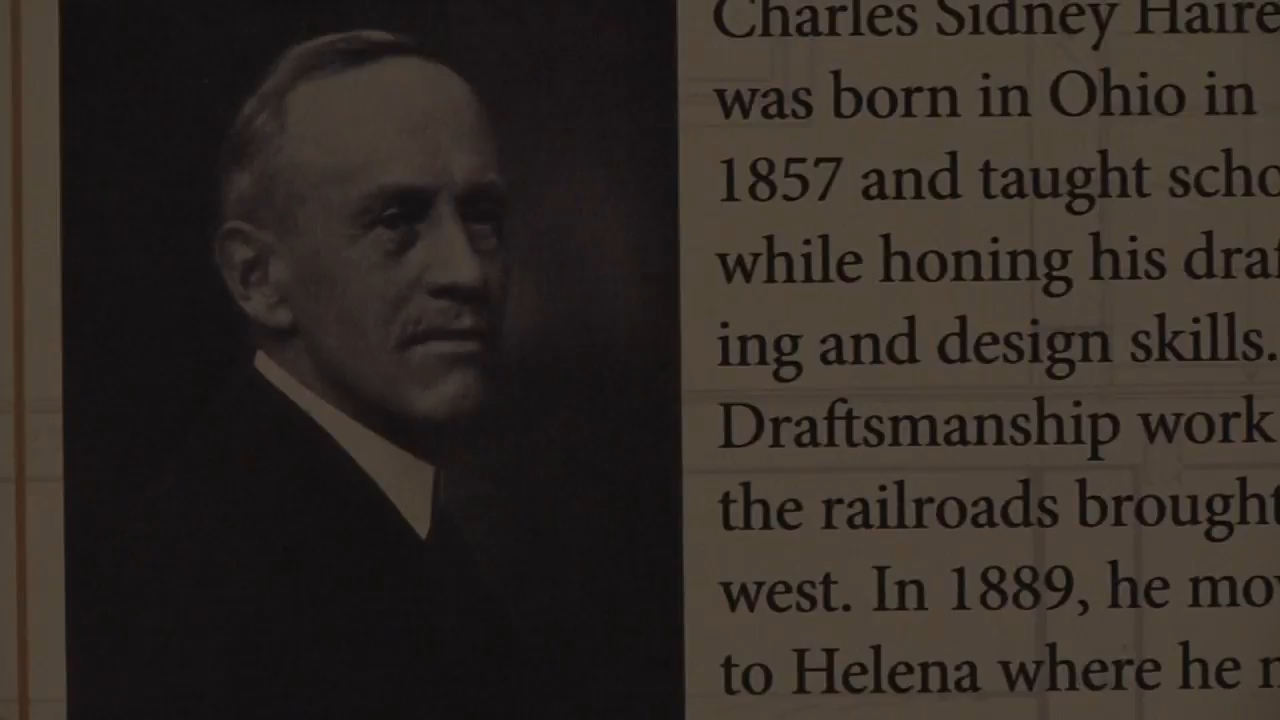 Charles Sidney Haire
was born in Ohio in
1857 and taught scho
while honing his draf
ing and design skills.
Draftsmanship work
the railroads brought
west. In 1889, he mo
to Helena where he